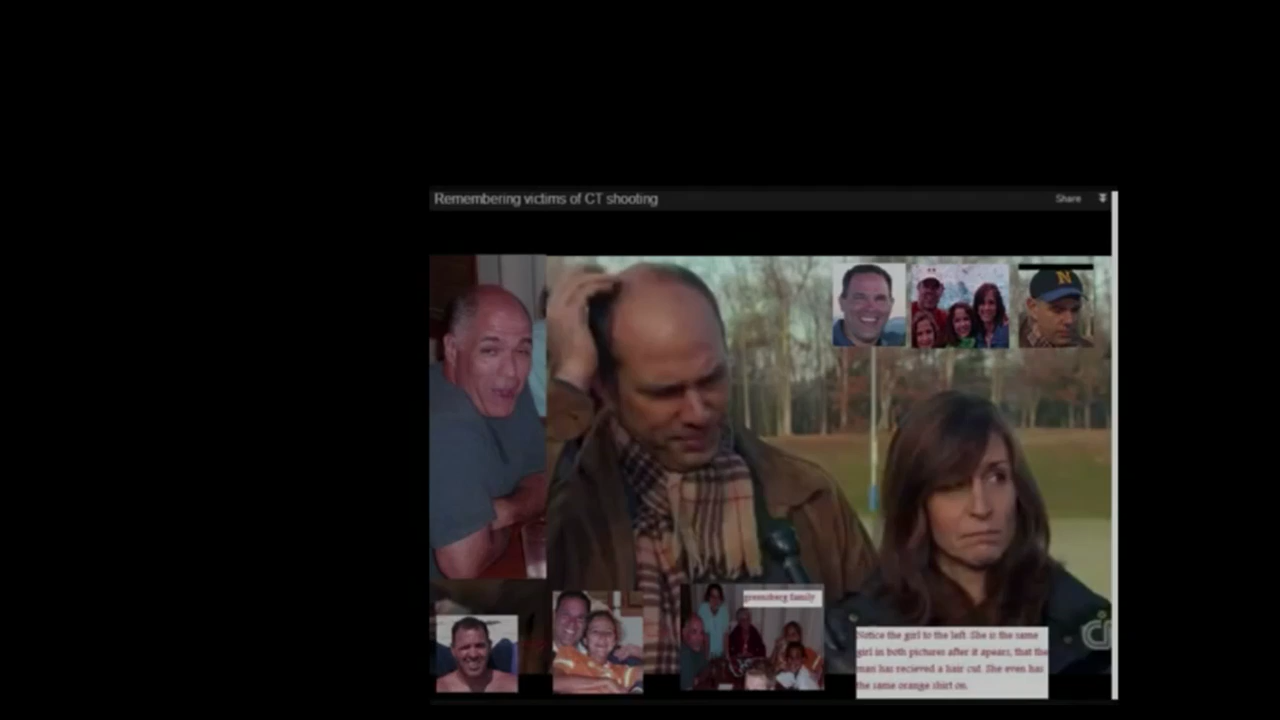 Remembering victims of CT shooting
Share
N
greenberg family
Notice the girl to the left. She is the same
girl in both pictures after it apears, that the
man has recieved a hair cut. She even has
the same orange shirt on.